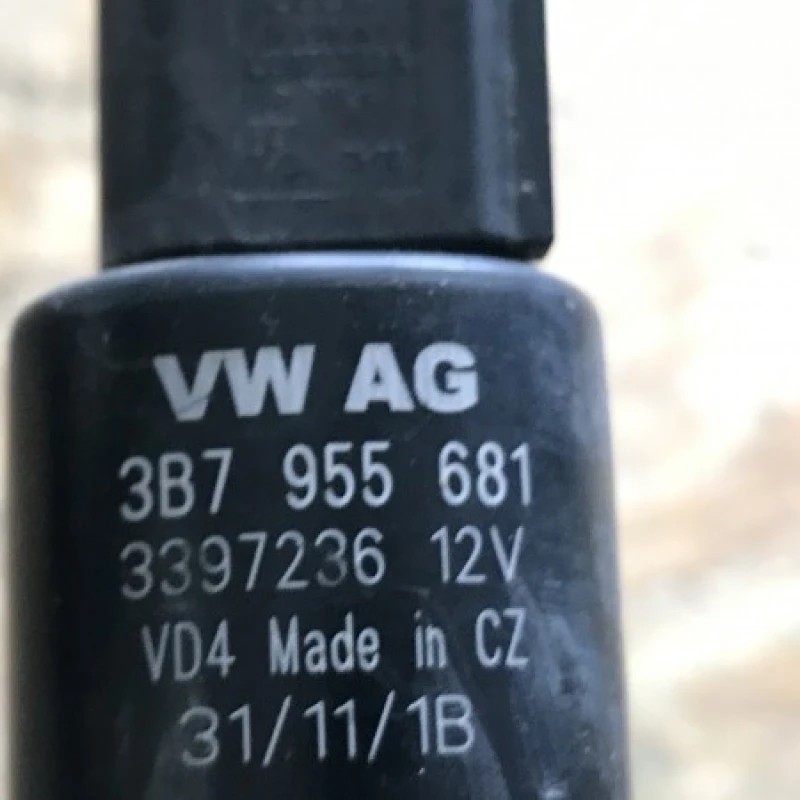 VW AG
3B7 955 681
3397236 12V
VD4 Made in CZ
31/11/1B